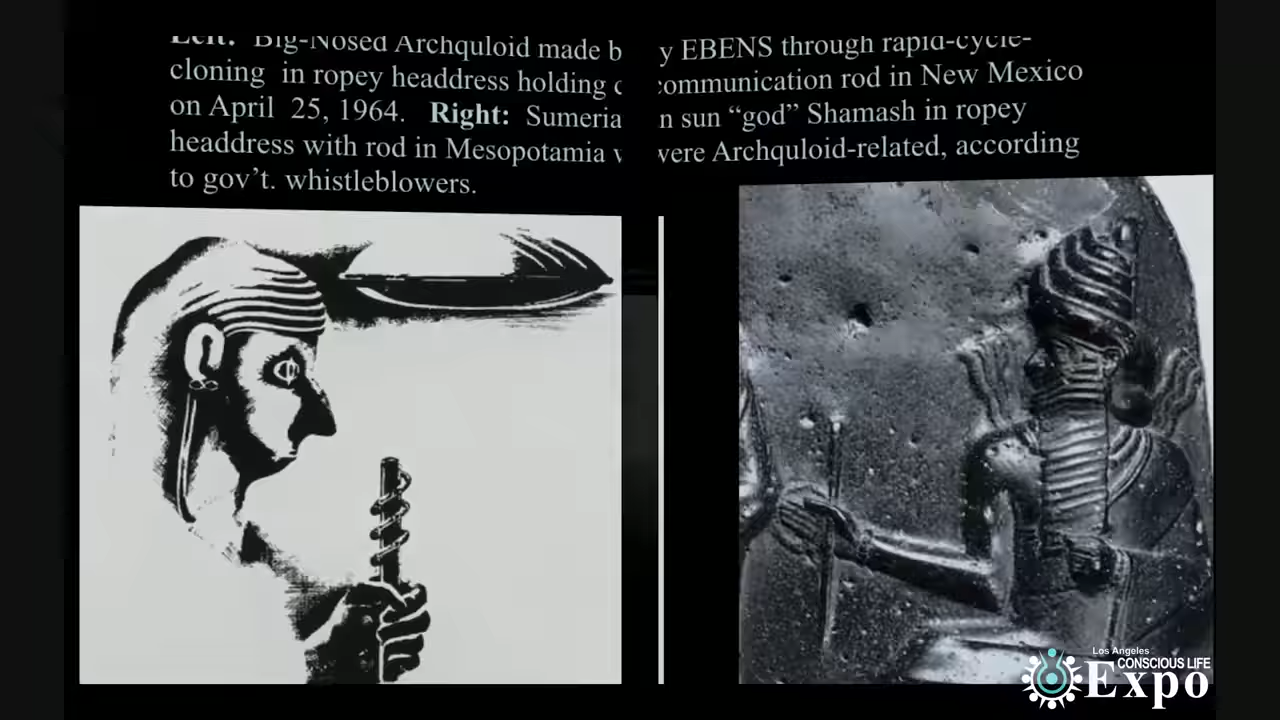 Left: Big-Nosed Archquloid made b y EBENS through rapid-cycle-
cloning in ropey headdress holding c communication rod in New Mexico
on April 25, 1964. Right: Sumeria n sun “god” Shamash in ropey
headdress with rod in Mesopotamia w were Archquloid-related, according
to gov’t. whistleblowers.
Los Angeles
CONSCIOUS LIFE
Expo